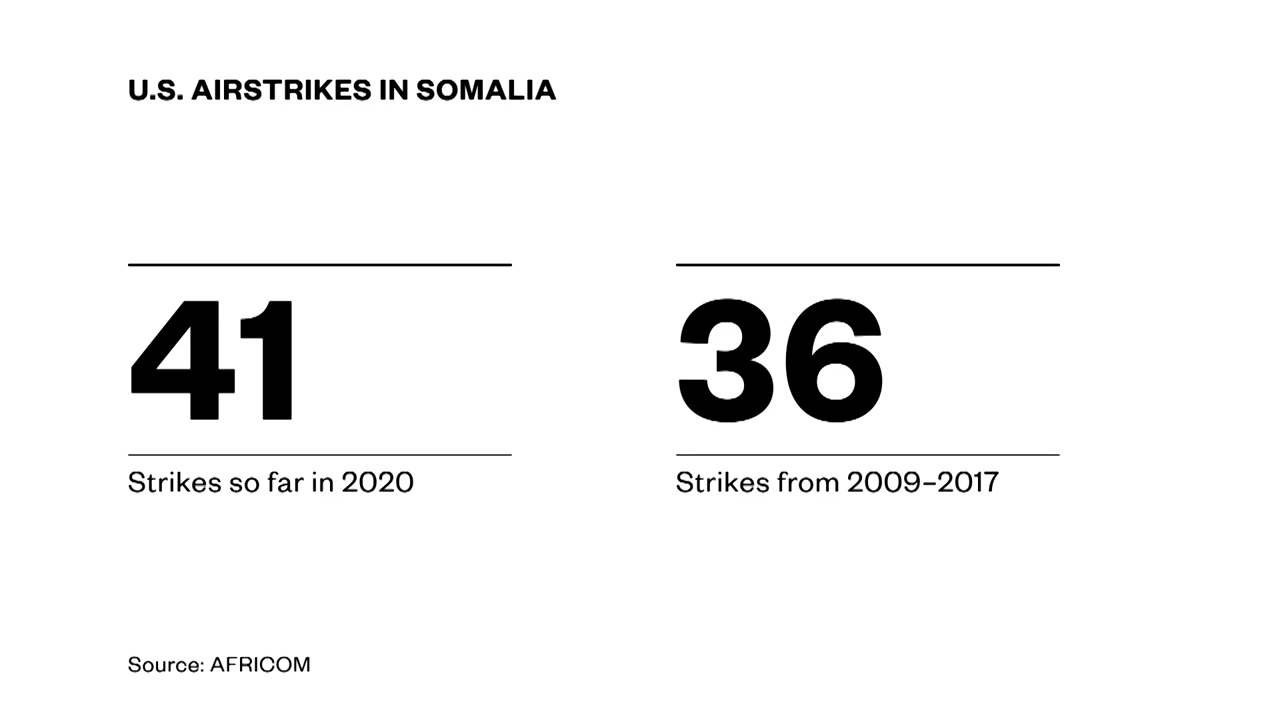 U.S. AIRSTRIKES IN SOMALIA
41
Strikes so far in 2020
36
Strikes from 2009–2017
Source: AFRICOM